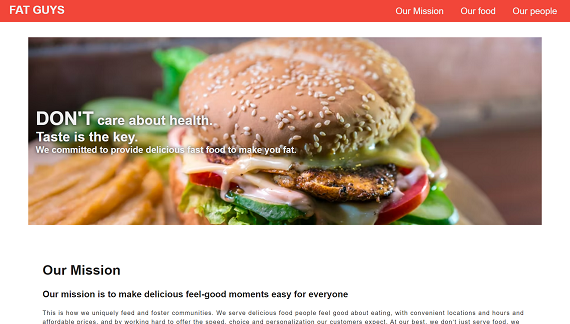 FAT GUYS
Our Mission Our food Our people
DON'T care about health.
Taste is the key.
We committed to provide delicious fast food to make you fat.
Our Mission
Our mission is to make delicious feel-good moments easy for everyone
This is how we uniquely feed and foster communities. We serve delicious food people feel good about eating, with convenient locations and hours and
affordable prices, and by working hard to offer the speed, choice and personalization our customers expect. At our best, we don't just serve food, we